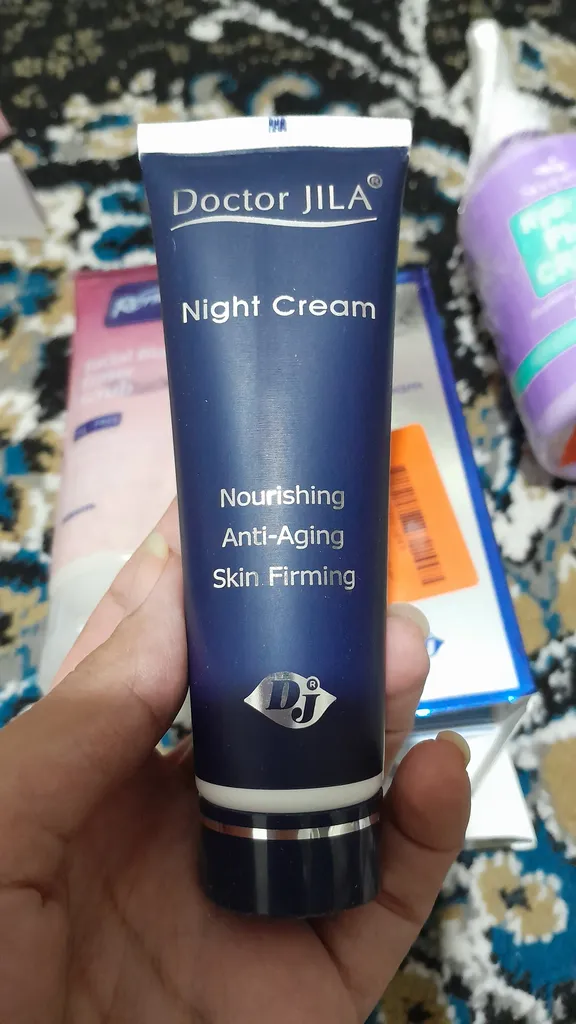 Doctor JILA®
Night Cream
Nourishing
Anti-Aging
Skin Firming
DJ®